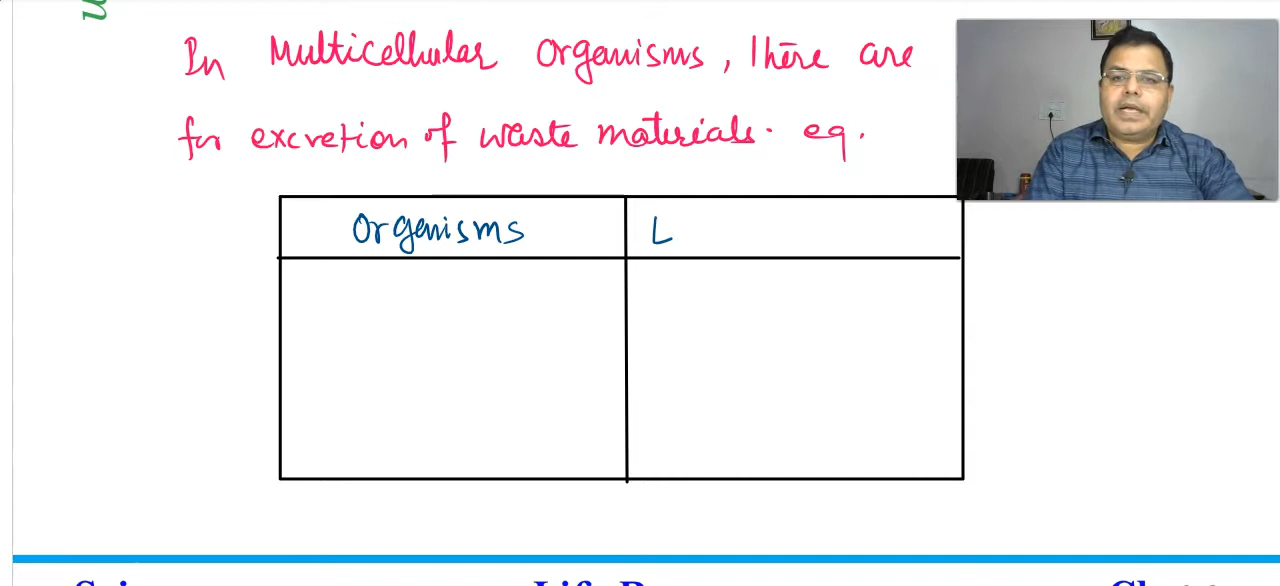 In Multicellular Organisms, There are
for excretion of waste materials. eg.
Organisms L